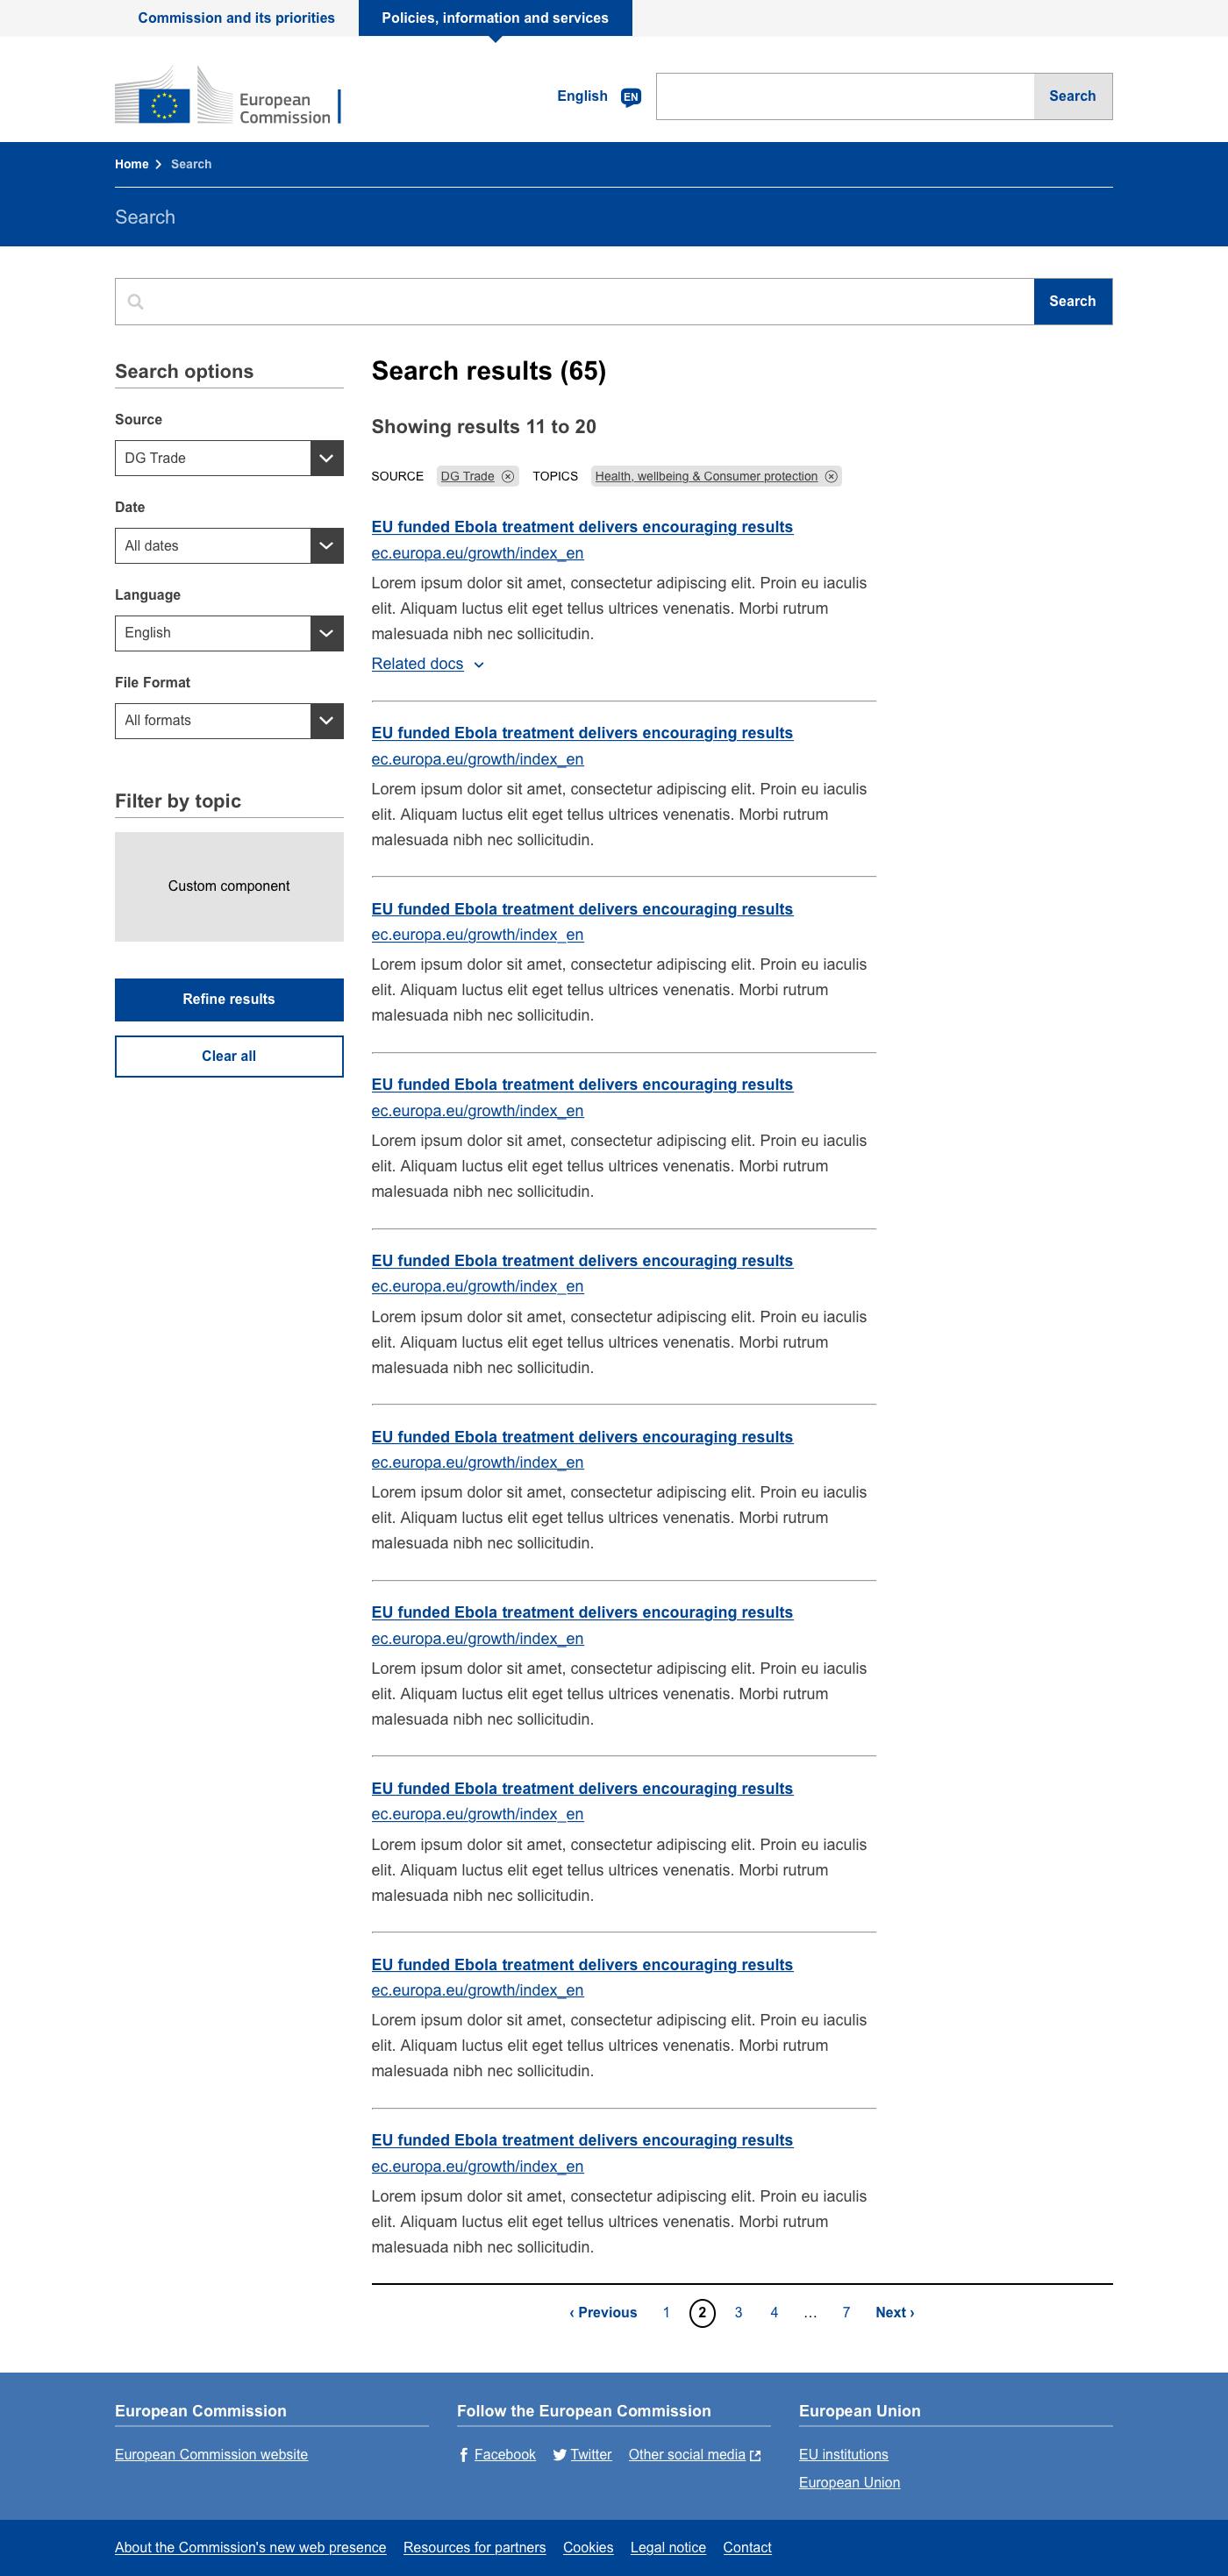 Commission and its priorities
Policies, information and services
European
Commission
English EN
Search
Home Search
Search
Search
Search options
Source
DG Trade
Date
All dates
Language
English
File Format
All formats
Filter by topic
Custom component
Refine results
Clear all
Search results (65)
Showing results 11 to 20
SOURCE DG Trade TOPICS Health, wellbeing & Consumer protection
EU funded Ebola treatment delivers encouraging results
ec.europa.eu/growth/index_en
Lorem ipsum dolor sit amet, consectetur adipiscing elit. Proin eu iaculis
elit. Aliquam luctus elit eget tellus ultrices venenatis. Morbi rutrum
malesuada nibh nec sollicitudin.
Related docs
EU funded Ebola treatment delivers encouraging results
ec.europa.eu/growth/index_en
Lorem ipsum dolor sit amet, consectetur adipiscing elit. Proin eu iaculis
elit. Aliquam luctus elit eget tellus ultrices venenatis. Morbi rutrum
malesuada nibh nec sollicitudin.
EU funded Ebola treatment delivers encouraging results
ec.europa.eu/growth/index_en
Lorem ipsum dolor sit amet, consectetur adipiscing elit. Proin eu iaculis
elit. Aliquam luctus elit eget tellus ultrices venenatis. Morbi rutrum
malesuada nibh nec sollicitudin.
EU funded Ebola treatment delivers encouraging results
ec.europa.eu/growth/index_en
Lorem ipsum dolor sit amet, consectetur adipiscing elit. Proin eu iaculis
elit. Aliquam luctus elit eget tellus ultrices venenatis. Morbi rutrum
malesuada nibh nec sollicitudin.
EU funded Ebola treatment delivers encouraging results
ec.europa.eu/growth/index_en
Lorem ipsum dolor sit amet, consectetur adipiscing elit. Proin eu iaculis
elit. Aliquam luctus elit eget tellus ultrices venenatis. Morbi rutrum
malesuada nibh nec sollicitudin.
EU funded Ebola treatment delivers encouraging results
ec.europa.eu/growth/index_en
Lorem ipsum dolor sit amet, consectetur adipiscing elit. Proin eu iaculis
elit. Aliquam luctus elit eget tellus ultrices venenatis. Morbi rutrum
malesuada nibh nec sollicitudin.
EU funded Ebola treatment delivers encouraging results
ec.europa.eu/growth/index_en
Lorem ipsum dolor sit amet, consectetur adipiscing elit. Proin eu iaculis
elit. Aliquam luctus elit eget tellus ultrices venenatis. Morbi rutrum
malesuada nibh nec sollicitudin.
EU funded Ebola treatment delivers encouraging results
ec.europa.eu/growth/index_en
Lorem ipsum dolor sit amet, consectetur adipiscing elit. Proin eu iaculis
elit. Aliquam luctus elit eget tellus ultrices venenatis. Morbi rutrum
malesuada nibh nec sollicitudin.
EU funded Ebola treatment delivers encouraging results
ec.europa.eu/growth/index_en
Lorem ipsum dolor sit amet, consectetur adipiscing elit. Proin eu iaculis
elit. Aliquam luctus elit eget tellus ultrices venenatis. Morbi rutrum
malesuada nibh nec sollicitudin.
EU funded Ebola treatment delivers encouraging results
ec.europa.eu/growth/index_en
Lorem ipsum dolor sit amet, consectetur adipiscing elit. Proin eu iaculis
elit. Aliquam luctus elit eget tellus ultrices venenatis. Morbi rutrum
malesuada nibh nec sollicitudin.
‹ Previous 1 2 3 4 … 7 Next ›
European Commission
European Commission website
Follow the European Commission
Facebook Twitter Other social media
European Union
EU institutions
European Union
About the Commission's new web presence Resources for partners Cookies Legal notice Contact